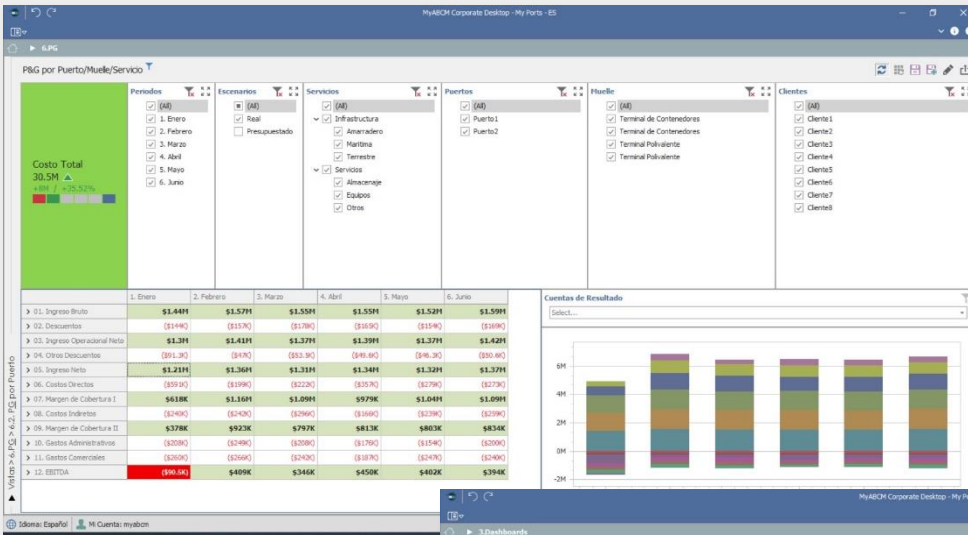 MyABCM Corporate Desktop - My Ports - ES
6.PG
P&G por Puerto/Muelle/Servicio
Costo Total
30.5M
+8M / +35.52%
Periodos
(All)
1. Enero
2. Febrero
3. Marzo
4. Abril
5. Mayo
6. Junio
Escenarios
(All)
Real
Presupuestado
Servicios
(All)
Infrastructura
Amarradero
Maritima
Terrestre
Servicios
Almacenaje
Equipos
Otros
Puertos
(All)
Puerto1
Puerto2
Muelle
(All)
Terminal de Contenedores
Terminal de Contenedores
Terminal Polivalente
Terminal Polivalente
Clientes
(All)
Cliente1
Cliente2
Cliente3
Cliente4
Cliente5
Cliente6
Cliente7
Cliente8
1. Enero 2. Febrero 3. Marzo 4. Abril 5. Mayo 6. Junio
01. Ingreso Bruto $1.44M $1.57M $1.55M $1.55M $1.52M $1.59M
02. Descuentos ($144K) ($157K) ($178K) ($165K) ($154K) ($169K)
03. Ingreso Operacional Neto $1.3M $1.41M $1.37M $1.39M $1.37M $1.42M
04. Otros Descuentos ($91.3K) ($47K) ($53.9K) ($49.6K) ($46.3K) ($50.6K)
05. Ingreso Neto $1.21M $1.36M $1.31M $1.34M $1.32M $1.37M
06. Costos Directos ($591K) ($199K) ($222K) ($357K) ($279K) ($273K)
07. Margen de Cobertura I $618K $1.16M $1.09M $979K $1.04M $1.09M
08. Costos Indiretos ($240K) ($242K) ($296K) ($166K) ($239K) ($259K)
09. Margen de Cobertura II $378K $923K $797K $813K $803K $834K
10. Gastos Administrativos ($208K) ($249K) ($208K) ($176K) ($154K) ($200K)
11. Gastos Comerciales ($260K) ($266K) ($242K) ($187K) ($247K) ($240K)
12. EBITDA ($90.5K) $409K $346K $450K $402K $394K
Cuentas de Resultado
Select...
6M
4M
2M
0M
-2M
Vistas > 6.PG > 6.2. PG por Puerto
Idioma: Español Mi Cuenta: myabcm
MyABCM Corporate Desktop - My Po
3.Dashboards